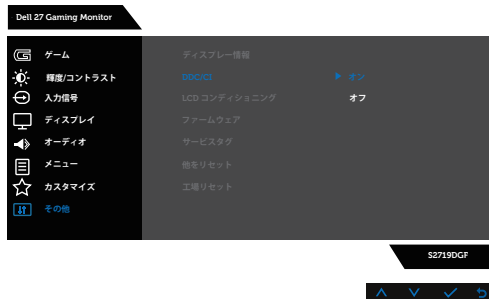 Dell 27 Gaming Monitor
ゲーム
ディスプレー情報
輝度/コントラスト
DDC/CI
オン
入力信号
LCD コンディショニング
オフ
ディスプレイ
ファームウェア
オーディオ
サービスタグ
メニュー
他をリセット
カスタマイズ
工場リセット
その他
S2719DGF